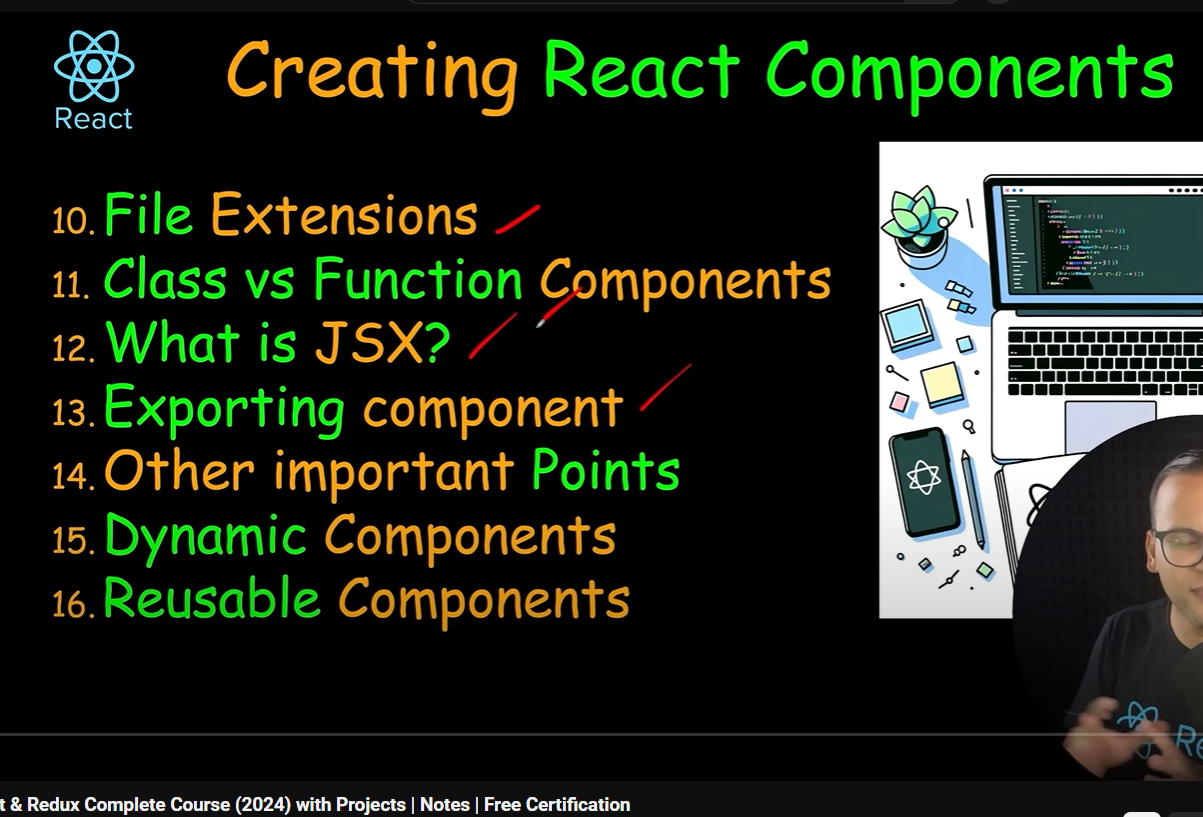 React
Creating React Components
10. File Extensions
11. Class vs Function Components
12. What is JSX?
13. Exporting component
14. Other important Points
15. Dynamic Components
16. Reusable Components
Re
t & Redux Complete Course (2024) with Projects | Notes | Free Certification